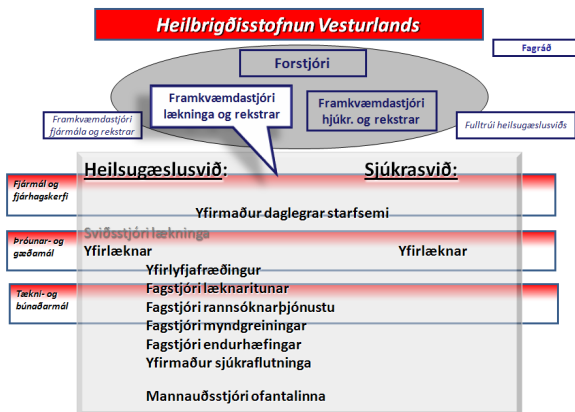 Heilbrigðisstofnun Vesturlands
Fagráð
Forstjóri
Framkvæmdastjóri
lækninga og rekstrar
Framkvæmdastjóri
hjúkr. og rekstrar
Framkvæmdastjóri
fjármála og rekstrar
Fulltrúi heilsugæslusviðs
Heilsugæslusvið:
Sjúkrasvið:
Fjármál og
fjárhagskerfi
Yfirmaður daglegrar starfsemi
Sviðsstjóri lækninga
Þróunar- og
gæðamál
Yfirlæknar
Yfirlæknar
Yfirlyfjafræðingur
Tækni- og
búnaðarmál
Fagstjóri læknaritunar
Fagstjóri rannsóknarþjónustu
Fagstjóri myndgreiningar
Fagstjóri endurhæfingar
Yfirmaður sjúkraflutninga
Mannauðsstjóri ofantalinna